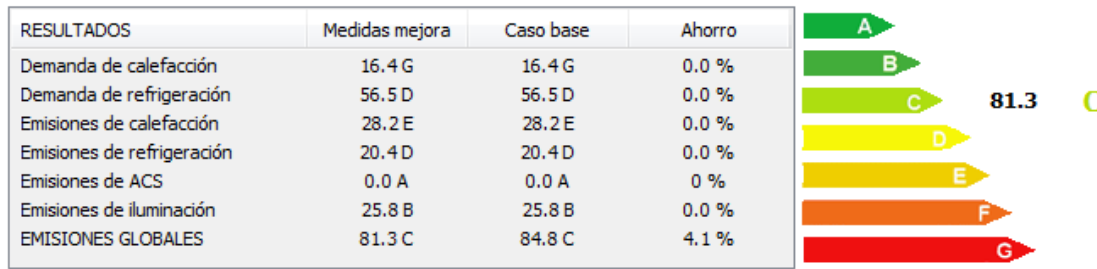 RESULTADOS Medidas mejora Caso base Ahorro
Demanda de calefacción 16.4 G 16.4 G 0.0 %
Demanda de refrigeración 56.5 D 56.5 D 0.0 %
Emisiones de calefacción 28.2 E 28.2 E 0.0 %
Emisiones de refrigeración 20.4 D 20.4 D 0.0 %
Emisiones de ACS 0.0 A 0.0 A 0 %
Emisiones de iluminación 25.8 B 25.8 B 0.0 %
EMISIONES GLOBALES 81.3 C 84.8 C 4.1 %
A
B
C 81.3 C
D
E
F
G